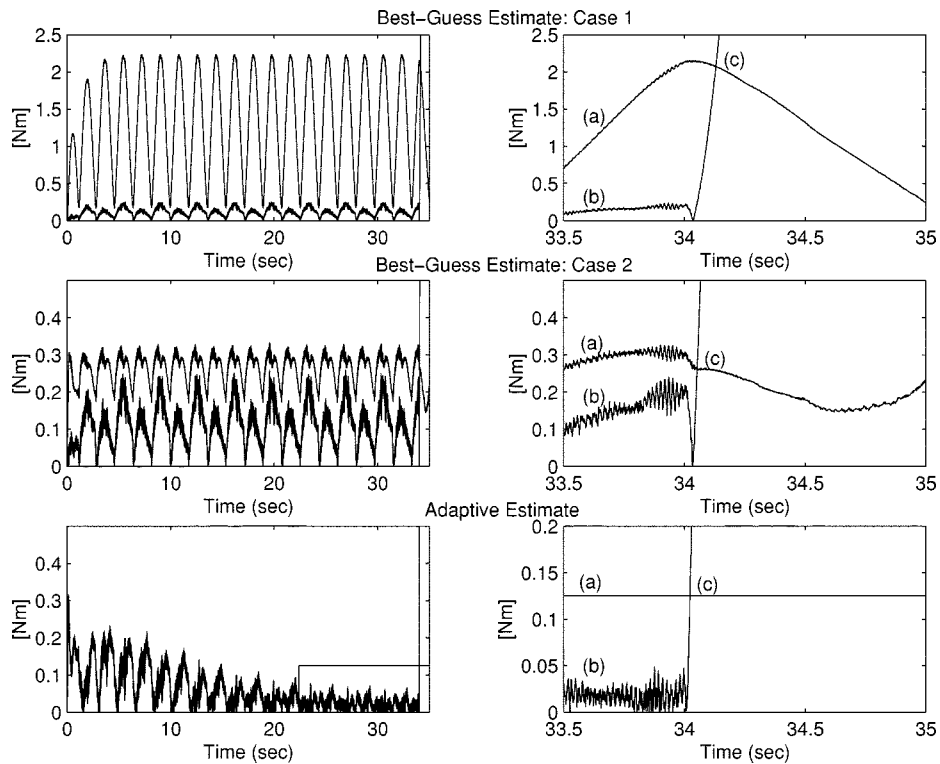 Best-Guess Estimate: Case 1
2.5
2
1.5
1
0.5
0
[Nm]
0 10 20 30
Time (sec)
2.5
2
1.5
1
0.5
0
[Nm]
(a)
(b)
(c)
33.5 34 34.5 35
Time (sec)
Best-Guess Estimate: Case 2
0.4
0.3
0.2
0.1
0
[Nm]
0 10 20 30
Time (sec)
0.4
0.3
0.2
0.1
0
[Nm]
(a)
(b)
(c)
33.5 34 34.5 35
Time (sec)
Adaptive Estimate
0.4
0.3
0.2
0.1
0
[Nm]
0 10 20 30
Time (sec)
0.2
0.15
0.1
0.05
0
[Nm]
(a)
(b)
(c)
33.5 34 34.5 35
Time (sec)